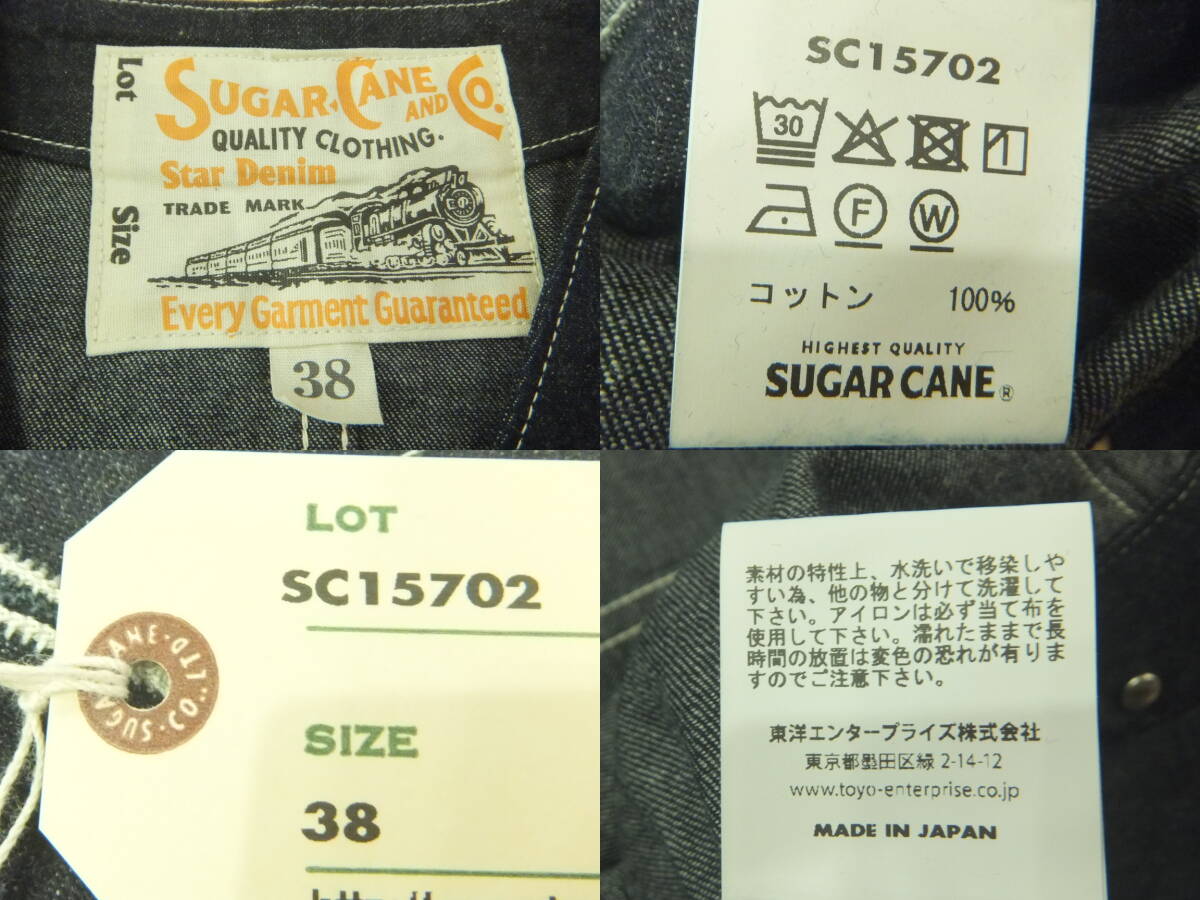 Lot
Size
SUGAR CANE AND CO.
QUALITY CLOTHING.
Star Denim
TRADE MARK
Every Garment Guaranteed
38
SC15702
30
F
W
コットン 100%
HIGHEST QUALITY
SUGAR CANE®
LOT
SC15702
SIZE
38
素材の特性上、水洗いで移染しや
すい為、他の物と分けて洗濯して
下さい。アイロンは必ず当て布を
使用して下さい。濡れたままで長
時間の放置は変色の恐れが有りま
すのでご注意下さい。
東洋エンタープライズ株式会社
東京都墨田区緑 2-14-12
www.toyo-enterprise.co.jp
MADE IN JAPAN